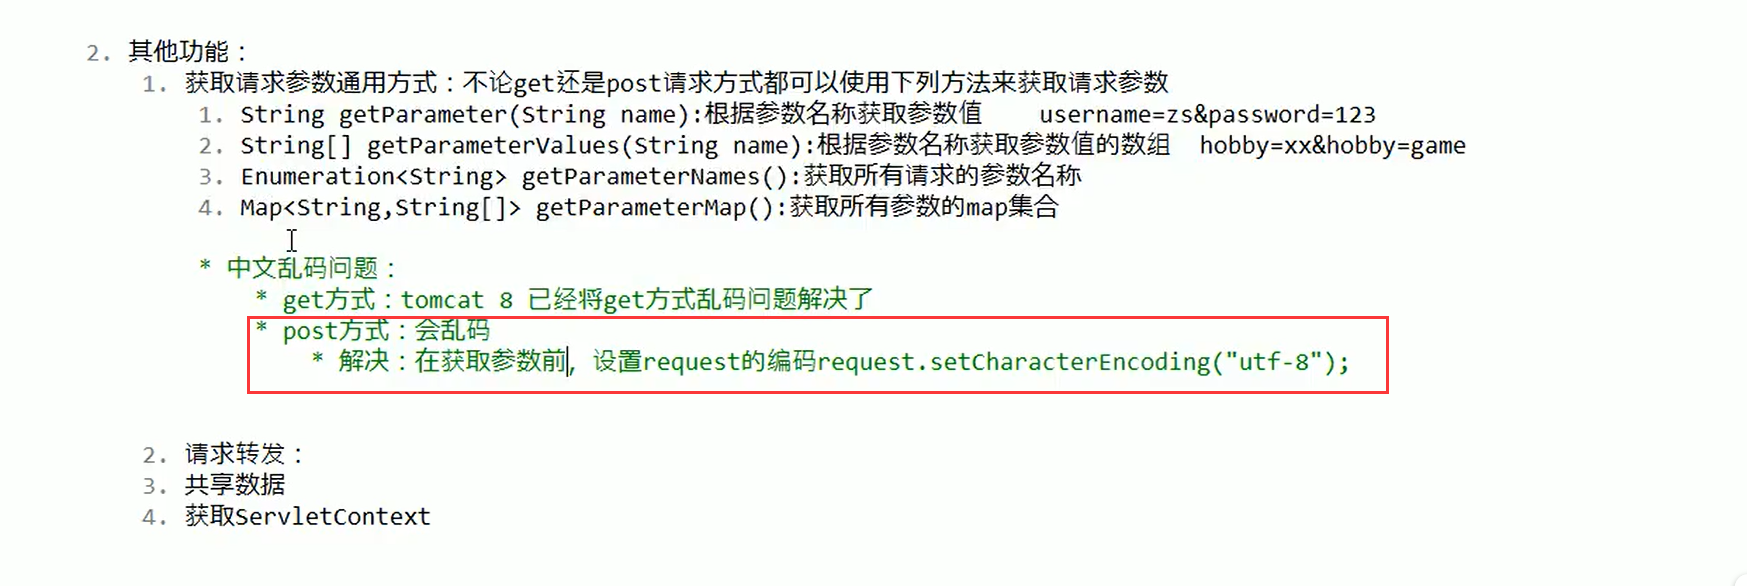 2. 其他功能：
1. 获取请求参数通用方式：不论get还是post请求方式都可以使用下列方法来获取请求参数
1. String getParameter(String name):根据参数名称获取参数值    username=zs&password=123
2. String[] getParameterValues(String name):根据参数名称获取参数值的数组  hobby=xx&hobby=game
3. Enumeration<String> getParameterNames():获取所有请求的参数名称
4. Map<String,String[]> getParameterMap():获取所有参数的map集合
* 中文乱码问题：
* get方式：tomcat 8 已经将get方式乱码问题解决了
* post方式：会乱码
* 解决：在获取参数前，设置request的编码request.setCharacterEncoding("utf-8");
2. 请求转发：
3. 共享数据
4. 获取ServletContext